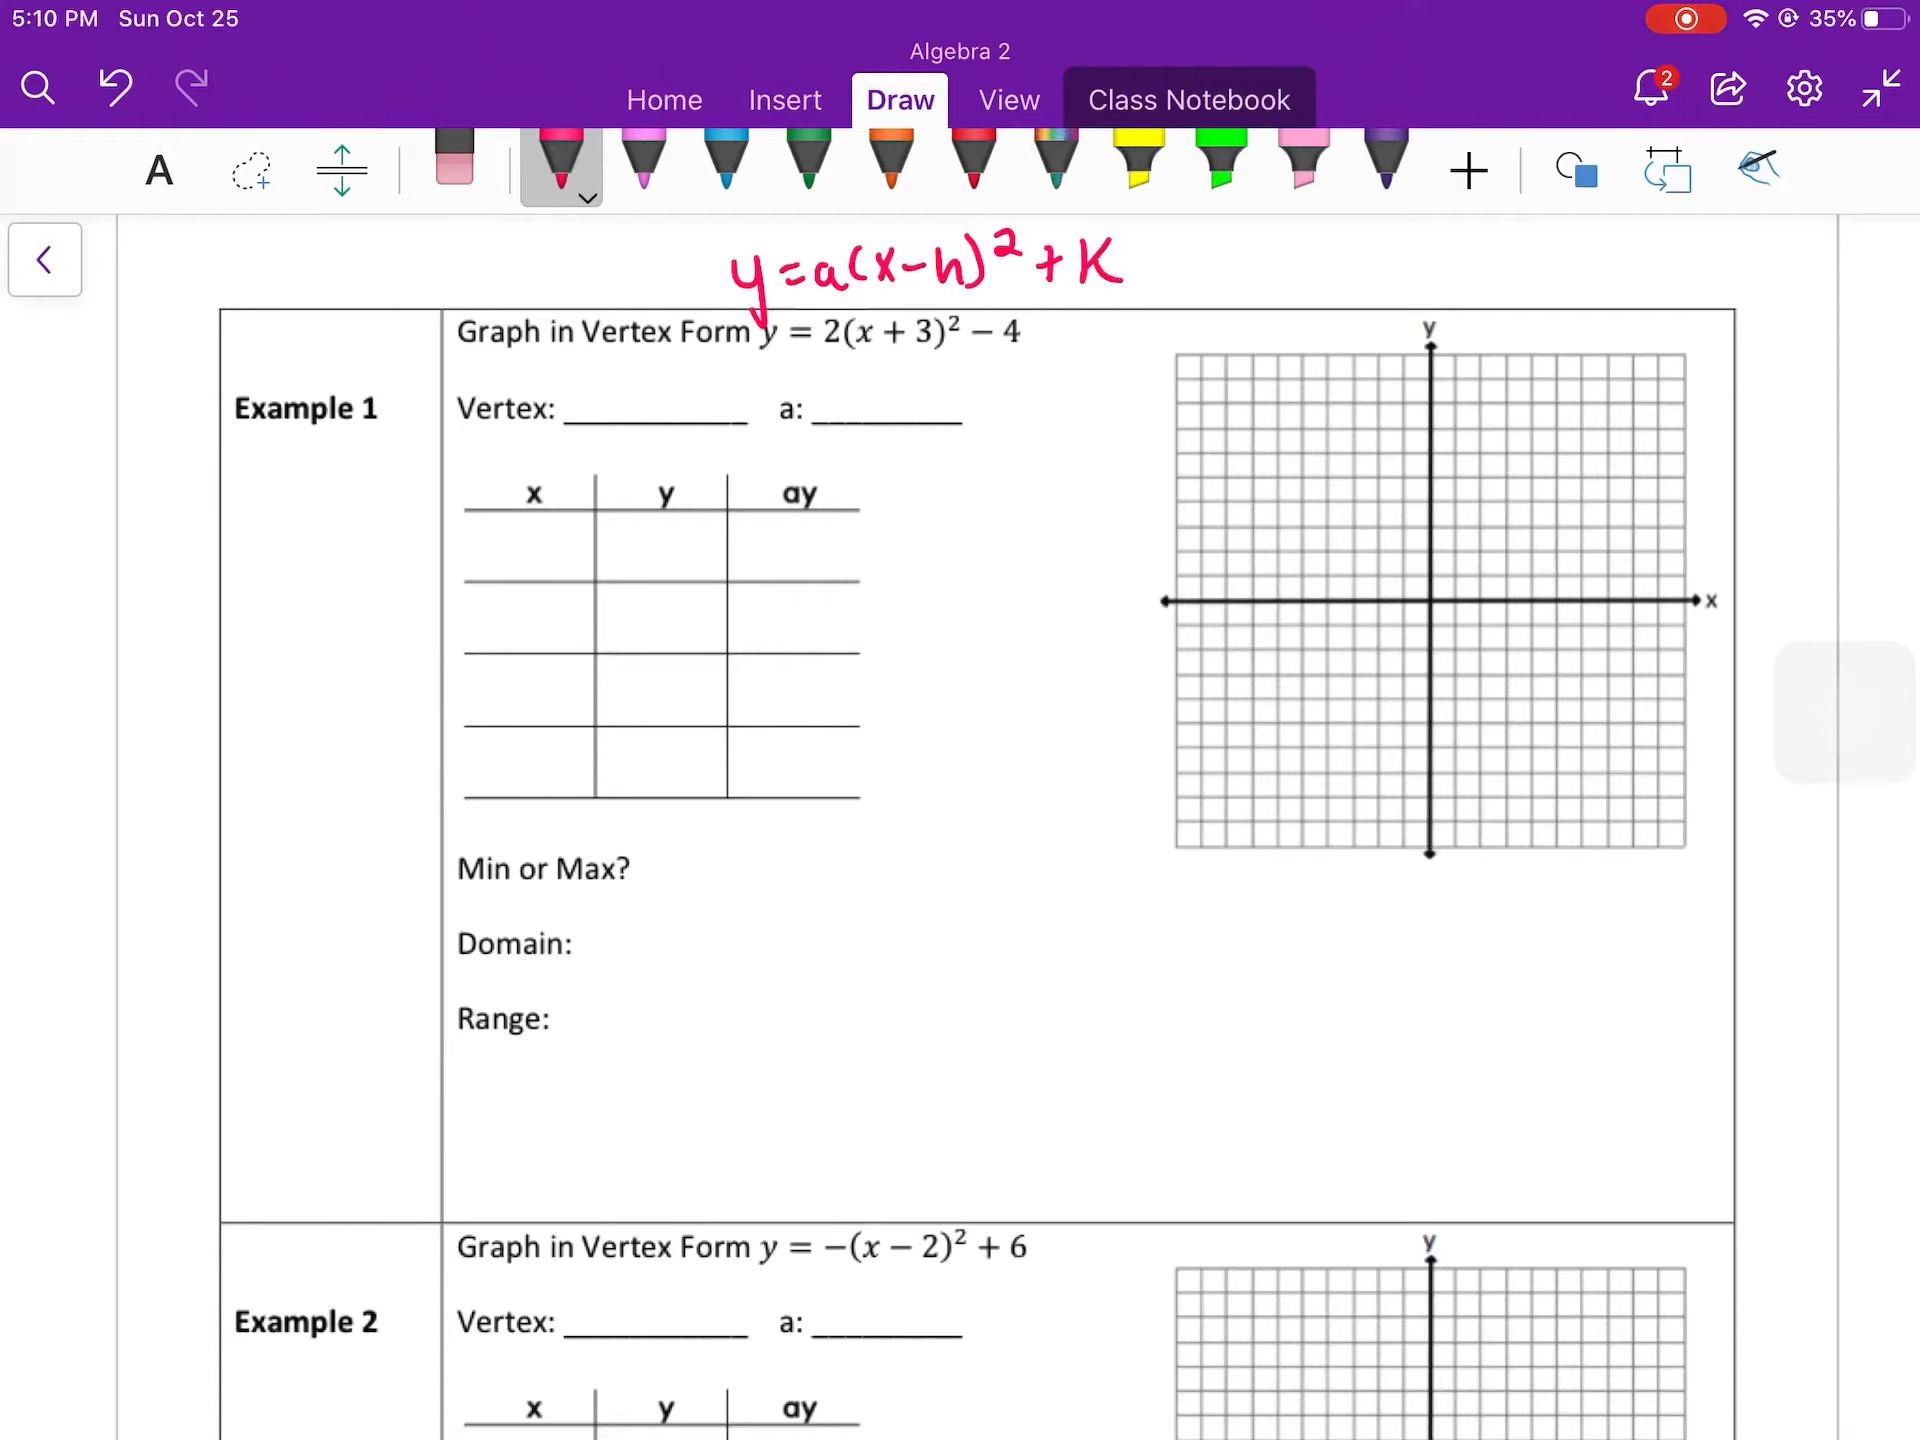 5:10 PM Sun Oct 25
35%
Algebra 2
Home Insert Draw View Class Notebook
2
A
y=a(x-h)²+K
Graph in Vertex Form y = 2(x + 3)² − 4
Example 1
Vertex: ____________ a: __________
x y ay
Min or Max?
Domain:
Range:
y
x
Graph in Vertex Form y = −(x − 2)² + 6
Example 2
Vertex: ____________ a: __________
x y ay
y